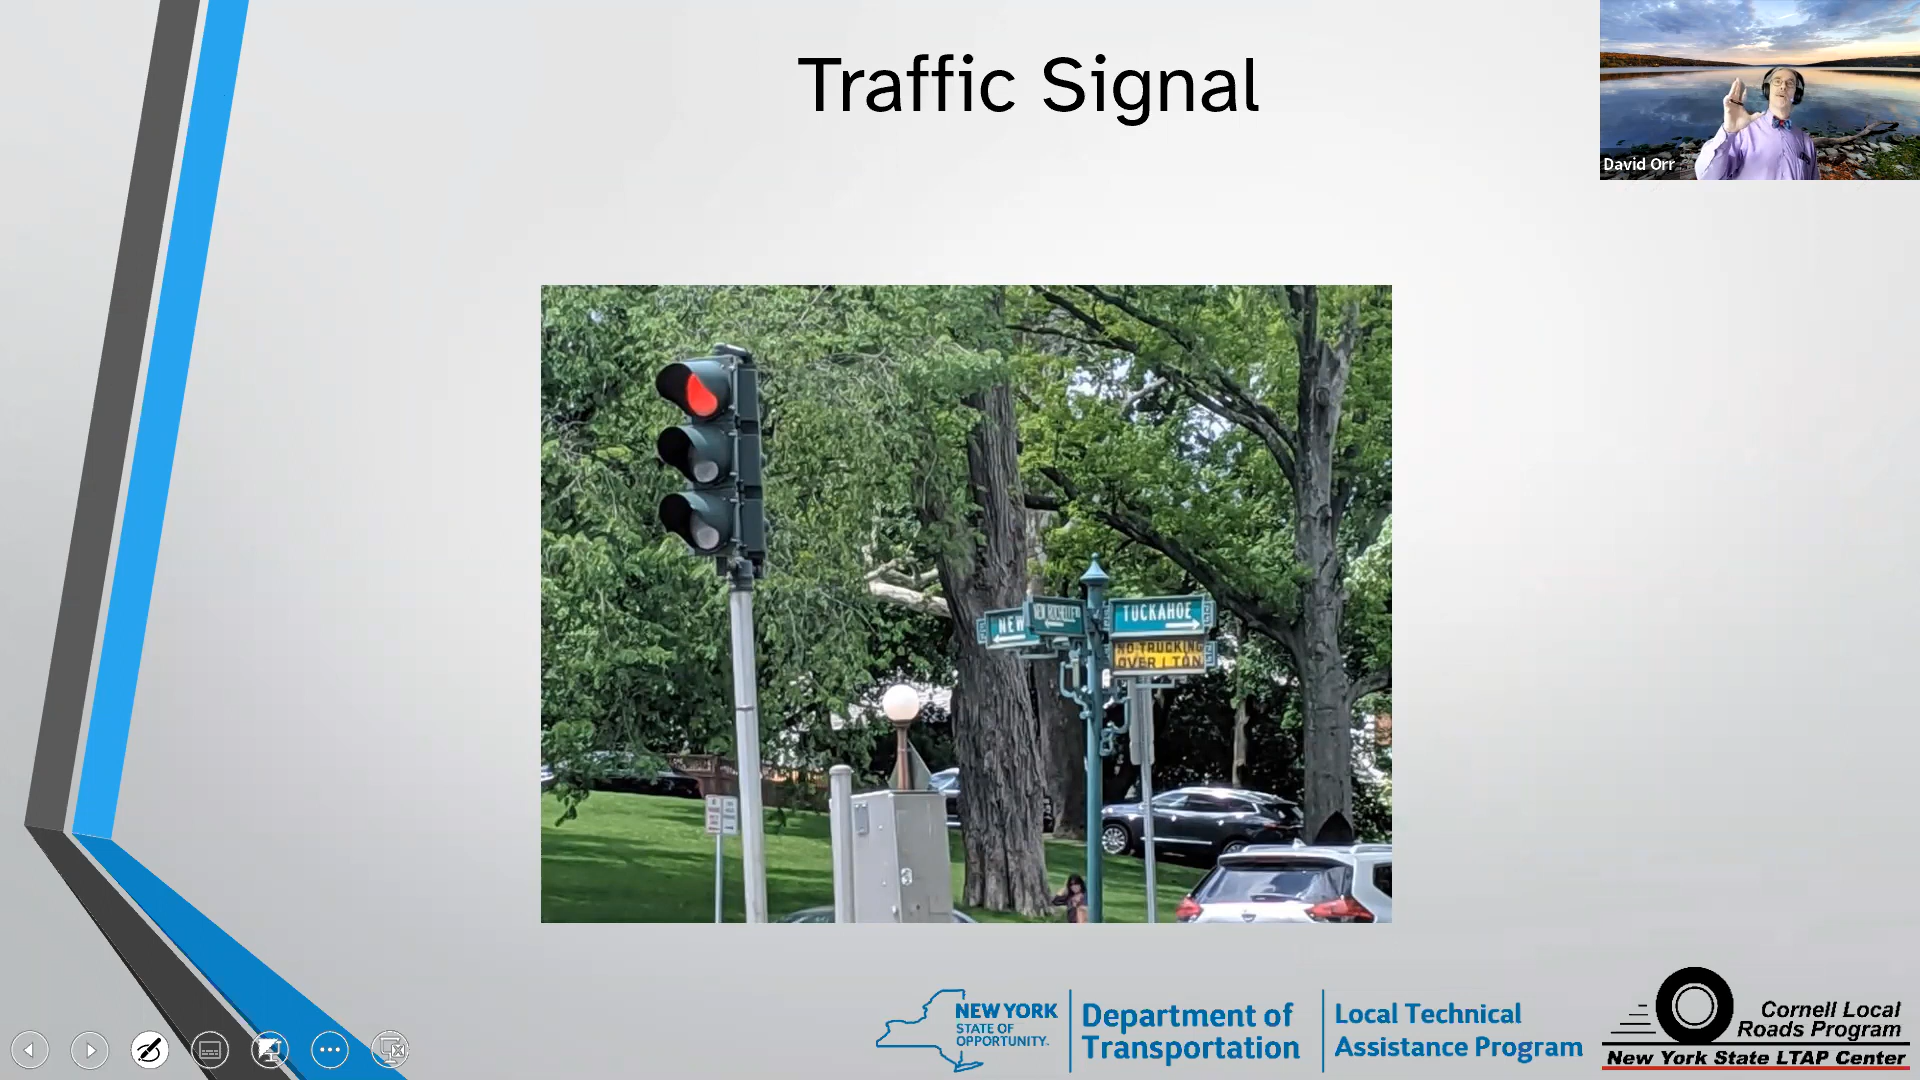 Traffic Signal
David Orr
NEW
NEW ROCHELLE
TUCKAHOE
NO TRUCKING
OVER 1 TON
NEW YORK
STATE OF
OPPORTUNITY.
Department of
Transportation
Local Technical
Assistance Program
Cornell Local
Roads Program
New York State LTAP Center